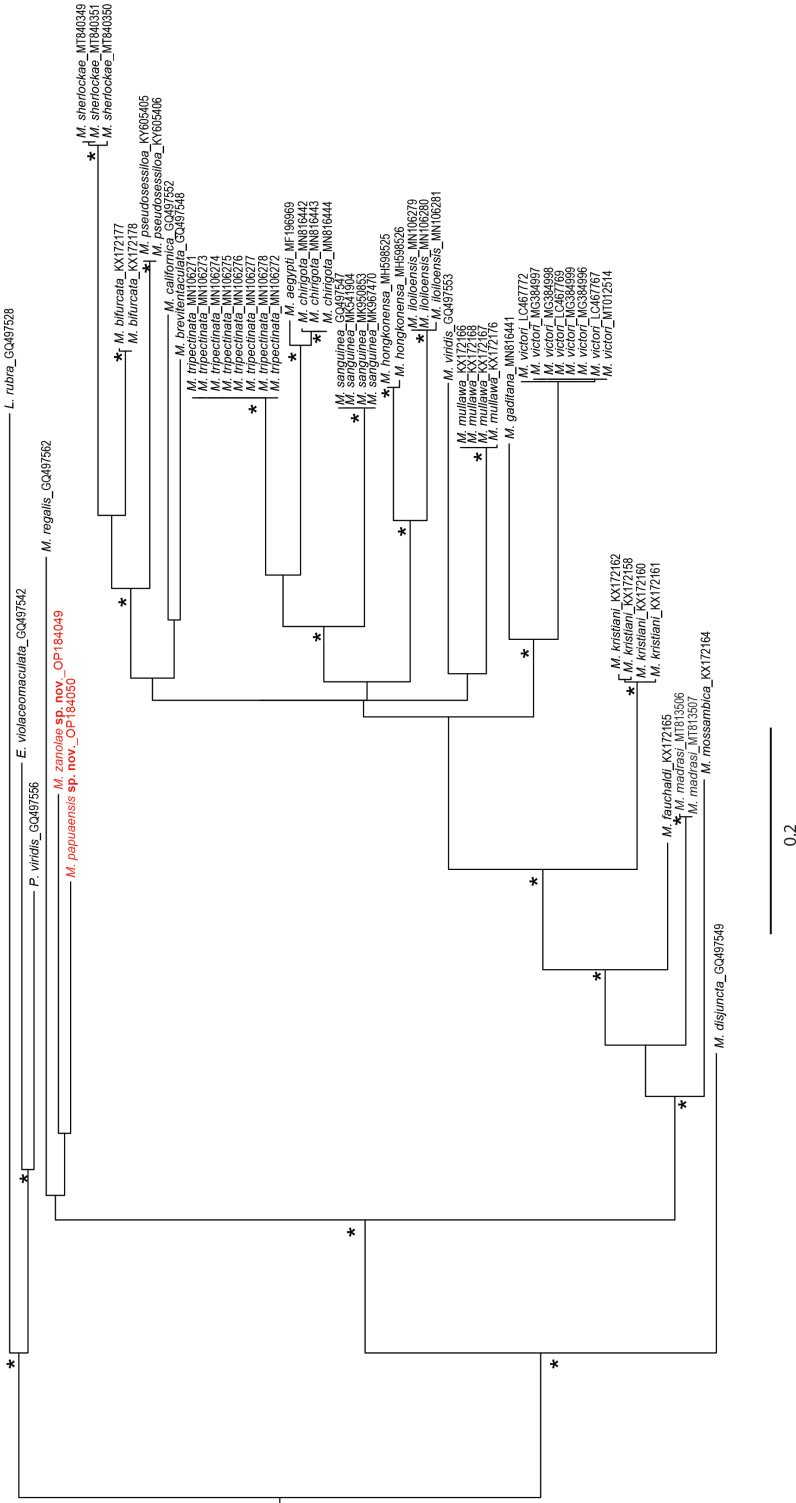 L. rubra_GQ497528
E. violaceomaculata_GQ497542
P. viridis_GQ497556
M. regalis_GQ497562
M. zanolae sp. nov._OP184049
M. papuaensis sp. nov._OP184050
M. sherlockae_MT840349
M. sherlockae_MT840351
M. sherlockae_MT840350
M. bifurcata_KX172177
M. bifurcata_KX172178
M. pseudosessiloa_KY605405
M. pseudosessiloa_KY605406
M. californica_GQ497552
M. brevitentaculata_GQ497548
M. tripectinata_MN106271
M. tripectinata_MN106273
M. tripectinata_MN106274
M. tripectinata_MN106275
M. tripectinata_MN106276
M. tripectinata_MN106277
M. tripectinata_MN106278
M. tripectinata_MN106272
M. aegypti_MF196969
M. chirigota_MN816442
M. chirigota_MN816443
M. chirigota_MN816444
M. sanguinea_GQ497547
M. sanguinea_MK541904
M. sanguinea_MK950853
M. sanguinea_MK967470
M. hongkonensa_MH598525
M. hongkonensa_MH598526
M. iloiloensis_MN106279
M. iloiloensis_MN106280
M. iloiloensis_MN106281
M. viridis_GQ497553
M. mullawa_KX172166
M. mullawa_KX172168
M. mullawa_KX172167
M. mullawa_KX172176
M. gaditana_MN816441
M. victori_LC467772
M. victori_MG384997
M. victori_MG384998
M. victori_LC467769
M. victori_MG384999
M. victori_MG384996
M. victori_LC467767
M. victori_MT012514
M. kristiani_KX172162
M. kristiani_KX172158
M. kristiani_KX172160
M. kristiani_KX172161
M. fauchaldi_KX172165
M. madrasi_MT813506
M. madrasi_MT813507
M. mossambica_KX172164
M. disjuncta_GQ497549
0.2